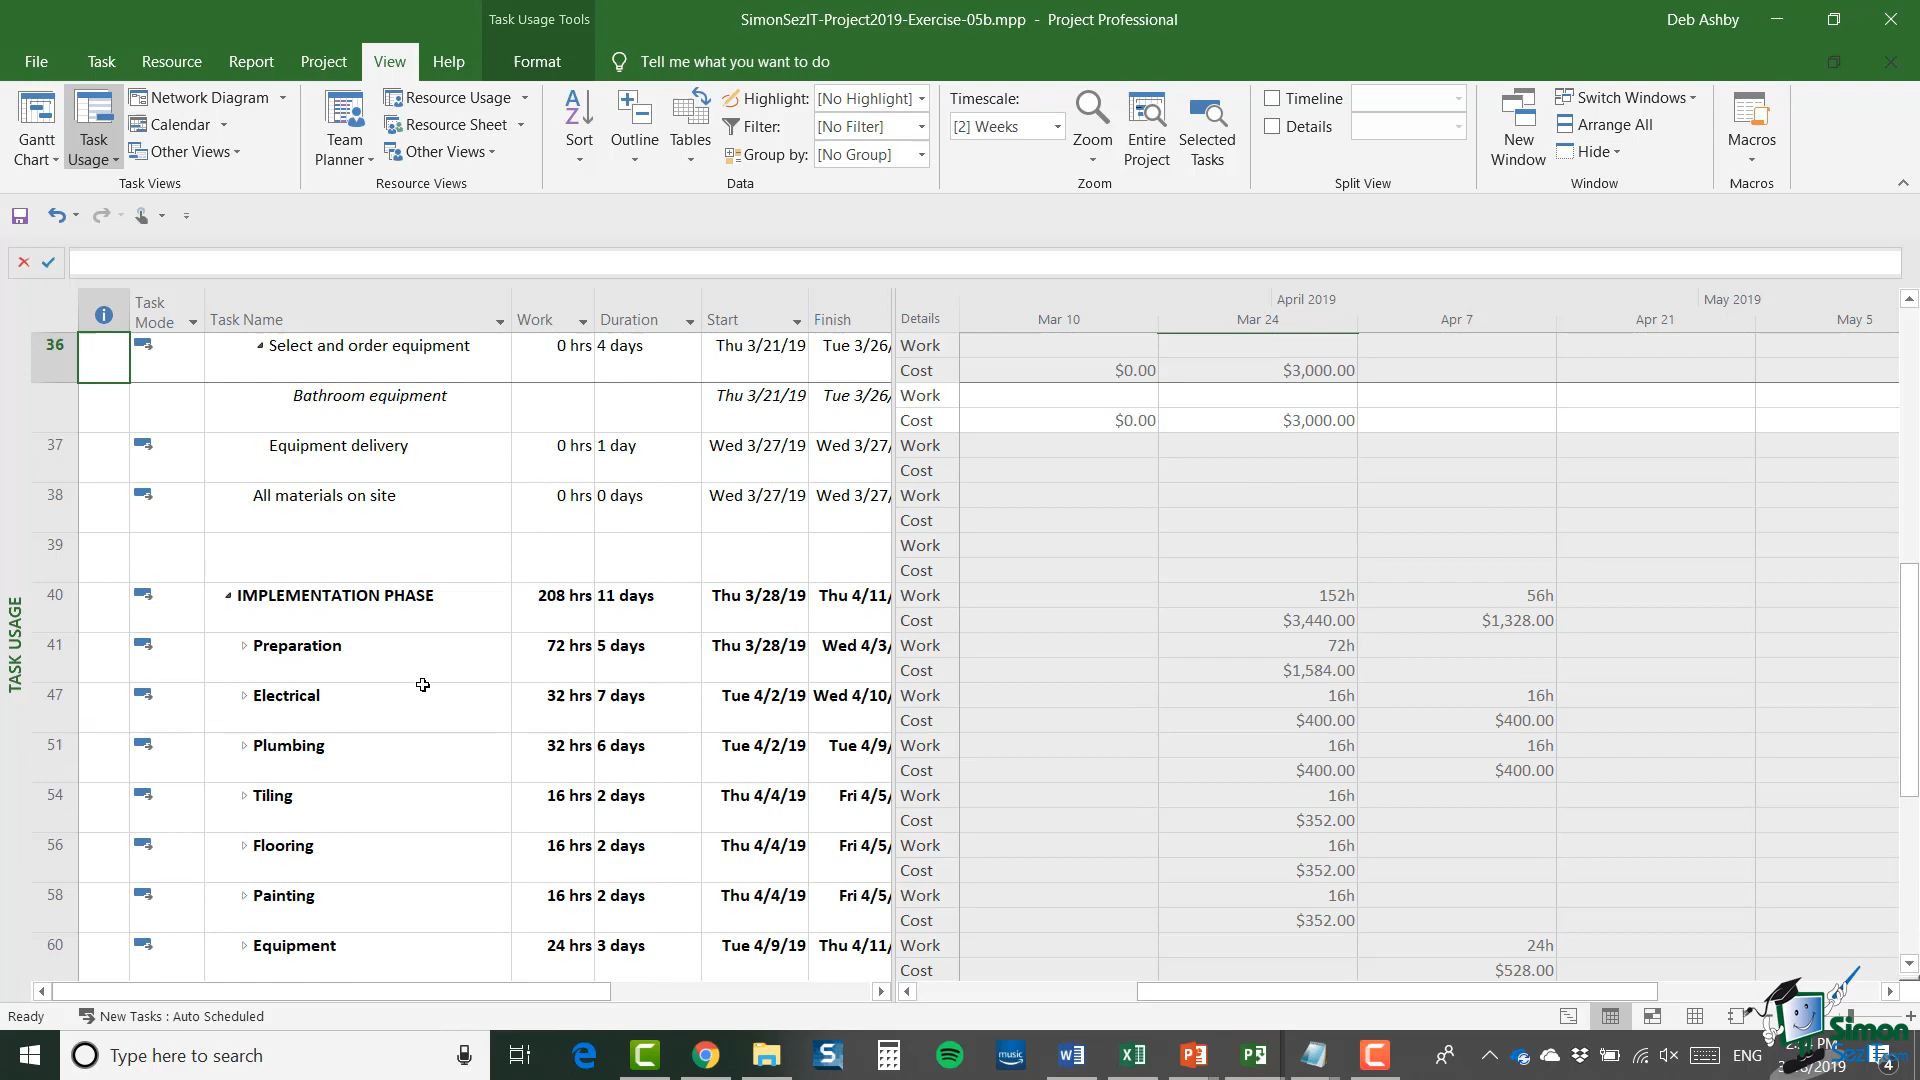 Task Usage Tools
SimonSezIT-Project2019-Exercise-05b.mpp - Project Professional
Deb Ashby
File Task Resource Report Project View Help Format Tell me what you want to do
Gantt Chart
Task Usage
Network Diagram
Calendar
Other Views
Task Views
Team Planner
Resource Usage
Resource Sheet
Other Views
Resource Views
Sort
Outline
Tables
Highlight: [No Highlight]
Filter: [No Filter]
Group by: [No Group]
Data
Timescale:
[2] Weeks
Zoom
Entire Project
Selected Tasks
Zoom
Timeline
Details
Split View
New Window
Switch Windows
Arrange All
Hide
Window
Macros
Macros
TASK USAGE
Task Mode Task Name Work Duration Start Finish
Details
April 2019 May 2019
Mar 10 Mar 24 Apr 7 Apr 21 May 5
36 Select and order equipment 0 hrs 4 days Thu 3/21/19 Tue 3/26/ Work
Cost $0.00 $3,000.00
Bathroom equipment Thu 3/21/19 Tue 3/26/ Work
Cost $0.00 $3,000.00
37 Equipment delivery 0 hrs 1 day Wed 3/27/19 Wed 3/27/ Work
Cost
38 All materials on site 0 hrs 0 days Wed 3/27/19 Wed 3/27/ Work
Cost
39 Work
Cost
40 IMPLEMENTATION PHASE 208 hrs 11 days Thu 3/28/19 Thu 4/11/ Work 152h 56h
Cost $3,440.00 $1,328.00
41 Preparation 72 hrs 5 days Thu 3/28/19 Wed 4/3/ Work 72h
Cost $1,584.00
47 Electrical 32 hrs 7 days Tue 4/2/19 Wed 4/10/ Work 16h 16h
Cost $400.00 $400.00
51 Plumbing 32 hrs 6 days Tue 4/2/19 Tue 4/9/ Work 16h 16h
Cost $400.00 $400.00
54 Tiling 16 hrs 2 days Thu 4/4/19 Fri 4/5/ Work 16h
Cost $352.00
56 Flooring 16 hrs 2 days Thu 4/4/19 Fri 4/5/ Work 16h
Cost $352.00
58 Painting 16 hrs 2 days Thu 4/4/19 Fri 4/5/ Work 16h
Cost $352.00
60 Equipment 24 hrs 3 days Tue 4/9/19 Thu 4/11/ Work 24h
Cost $528.00
Ready New Tasks : Auto Scheduled
Simon
SezIT
Type here to search
music
ENG
4